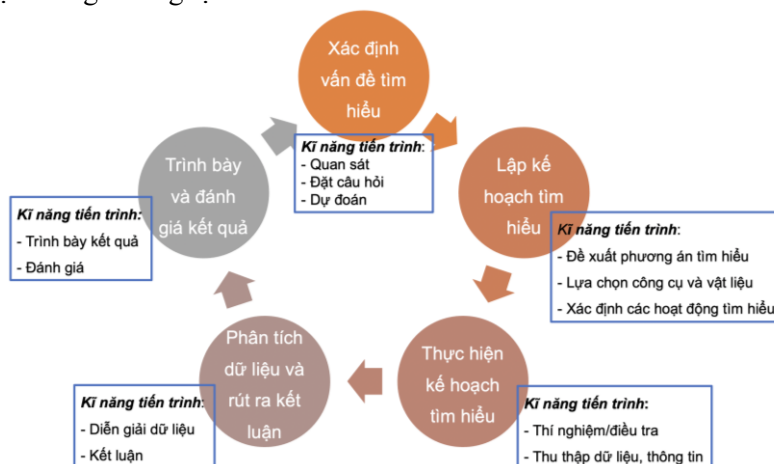 Xác định
vấn đề tìm
hiểu
Kĩ năng tiến trình:
- Quan sát
- Đặt câu hỏi
- Dự đoán
Lập kế
hoạch tìm
hiểu
Kĩ năng tiến trình:
- Đề xuất phương án tìm hiểu
- Lựa chọn công cụ và vật liệu
- Xác định các hoạt động tìm hiểu
Thực hiện
kế hoạch
tìm hiểu
Kĩ năng tiến trình:
- Thí nghiệm/điều tra
- Thu thập dữ liệu, thông tin
Phân tích
dữ liệu và
rút ra kết
luận
Kĩ năng tiến trình:
- Diễn giải dữ liệu
- Kết luận
Trình bày
và đánh
giá kết quả
Kĩ năng tiến trình:
- Trình bày kết quả
- Đánh giá